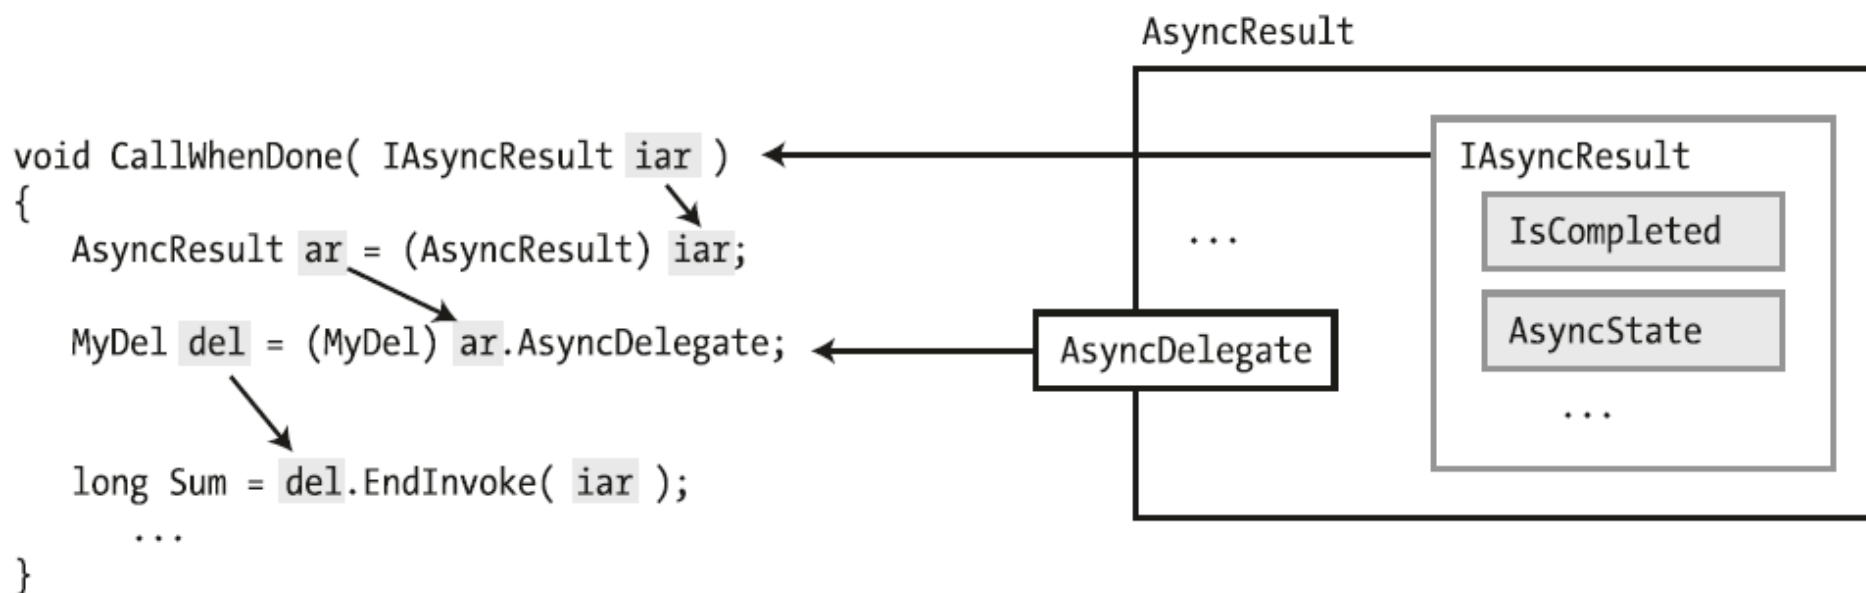 AsyncResult
void CallWhenDone( IAsyncResult iar )
{
AsyncResult ar = (AsyncResult) iar;
MyDel del = (MyDel) ar.AsyncDelegate;
long Sum = del.EndInvoke( iar );
...
}
...
AsyncDelegate
IAsyncResult
IsCompleted
AsyncState
...